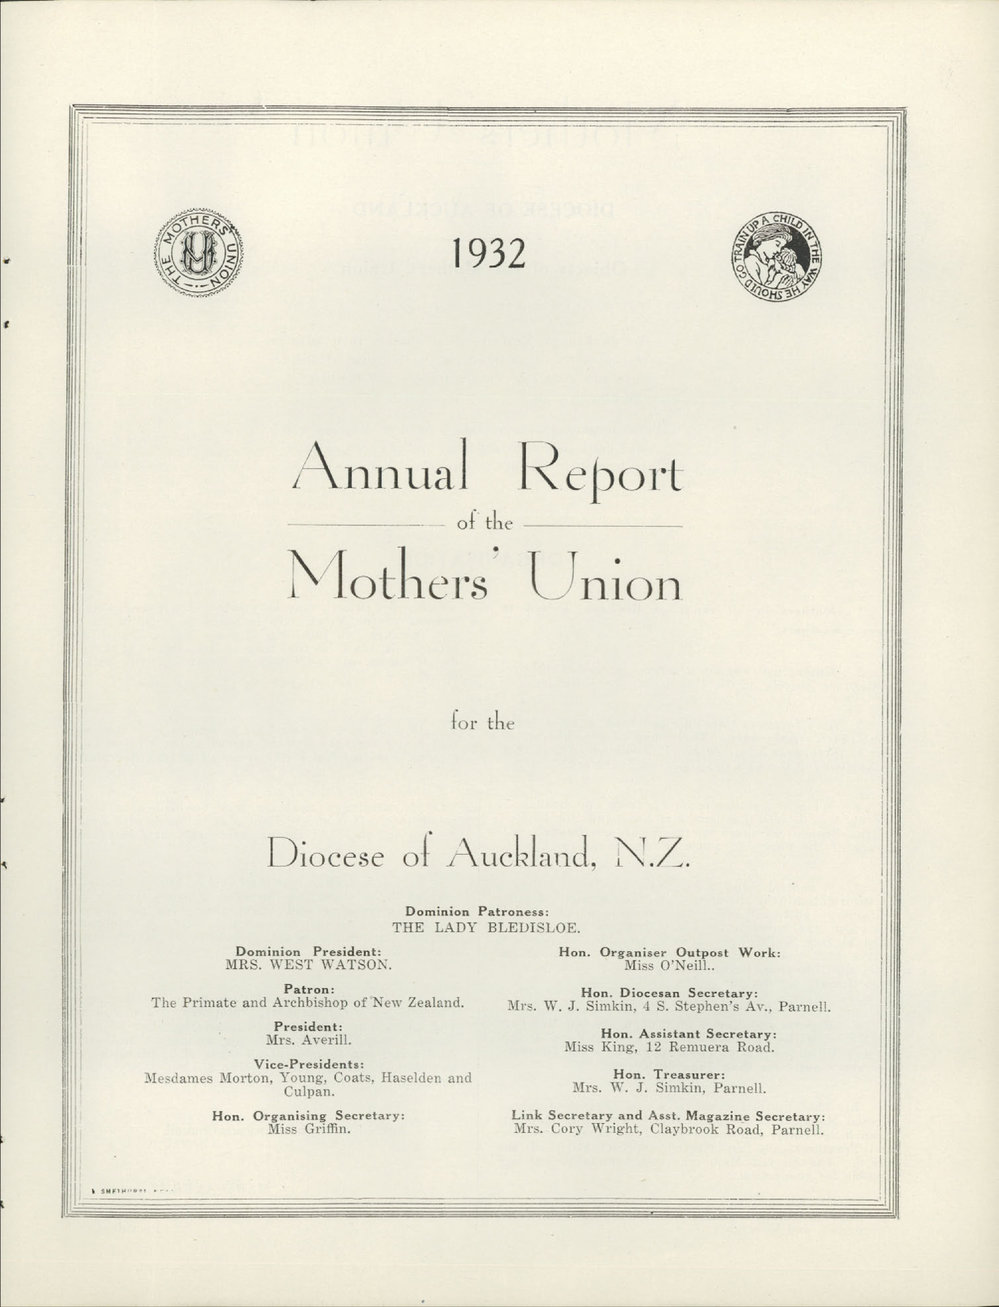 THE MOTHERS' UNION
1932
TRAIN UP A CHILD IN THE WAY HE SHOULD GO
Annual Report
of the
Mothers' Union
for the
Diocese of Auckland, N.Z.
Dominion Patroness:
THE LADY BLEDISLOE.
Dominion President:
MRS. WEST WATSON.
Patron:
The Primate and Archbishop of New Zealand.
President:
Mrs. Averill.
Vice-Presidents:
Mesdames Morton, Young, Coats, Haselden and
Culpan.
Hon. Organising Secretary:
Miss Griffin.
Hon. Organiser Outpost Work:
Miss O'Neill..
Hon. Diocesan Secretary:
Mrs. W. J. Simkin, 4 S. Stephen's Av., Parnell.
Hon. Assistant Secretary:
Miss King, 12 Remuera Road.
Hon. Treasurer:
Mrs. W. J. Simkin, Parnell.
Link Secretary and Asst. Magazine Secretary:
Mrs. Cory Wright, Claybrook Road, Parnell.